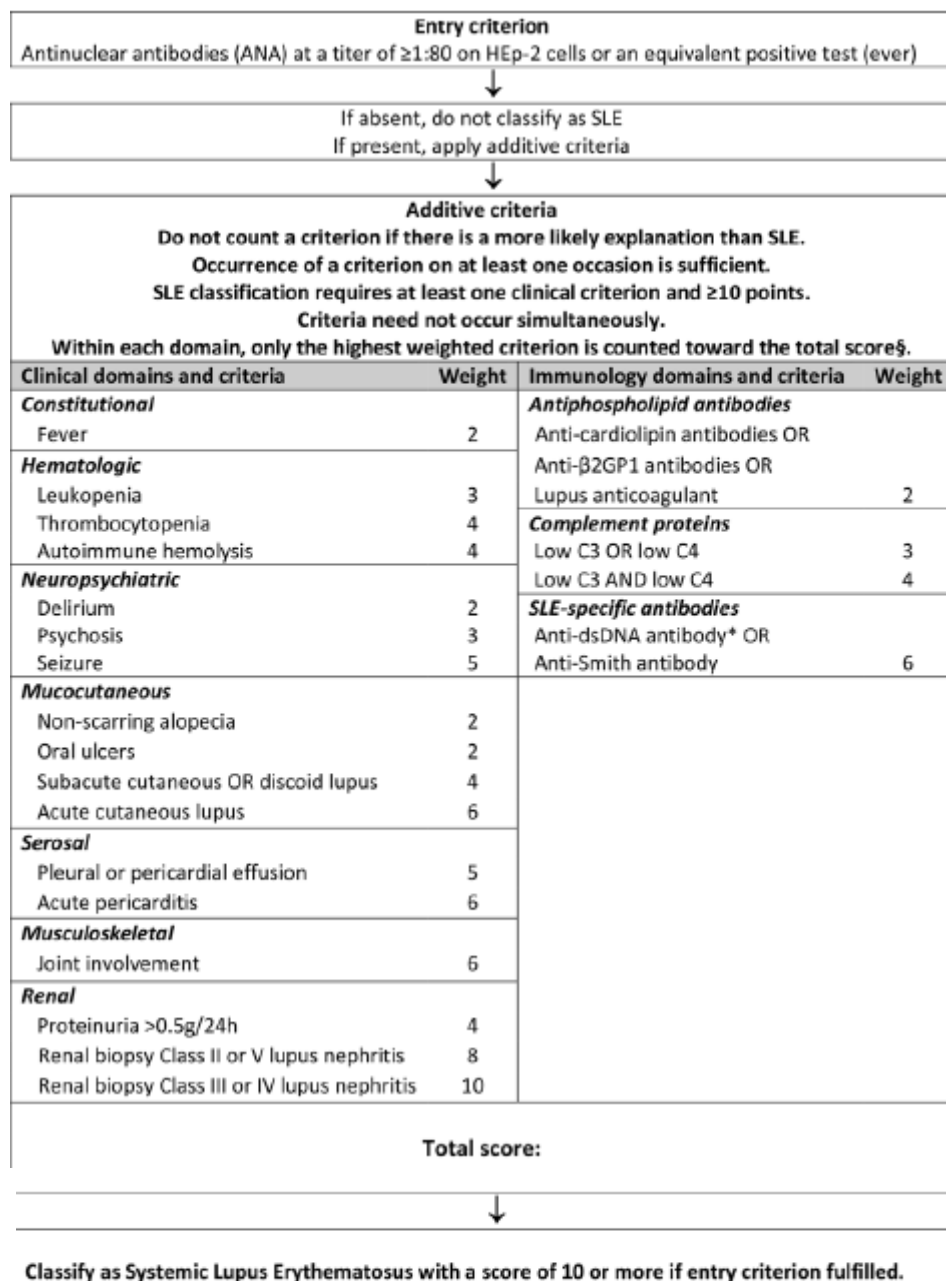 Entry criterion
Antinuclear antibodies (ANA) at a titer of ≥1:80 on HEp-2 cells or an equivalent positive test (ever)
↓
If absent, do not classify as SLE
If present, apply additive criteria
↓
Additive criteria
Do not count a criterion if there is a more likely explanation than SLE.
Occurrence of a criterion on at least one occasion is sufficient.
SLE classification requires at least one clinical criterion and ≥10 points.
Criteria need not occur simultaneously.
Within each domain, only the highest weighted criterion is counted toward the total score§.
Clinical domains and criteria Weight
Constitutional
Fever 2
Hematologic
Leukopenia 3
Thrombocytopenia 4
Autoimmune hemolysis 4
Neuropsychiatric
Delirium 2
Psychosis 3
Seizure 5
Mucocutaneous
Non-scarring alopecia 2
Oral ulcers 2
Subacute cutaneous OR discoid lupus 4
Acute cutaneous lupus 6
Serosal
Pleural or pericardial effusion 5
Acute pericarditis 6
Musculoskeletal
Joint involvement 6
Renal
Proteinuria >0.5g/24h 4
Renal biopsy Class II or V lupus nephritis 8
Renal biopsy Class III or IV lupus nephritis 10
Immunology domains and criteria Weight
Antiphospholipid antibodies
Anti-cardiolipin antibodies OR
Anti-β2GP1 antibodies OR
Lupus anticoagulant 2
Complement proteins
Low C3 OR low C4 3
Low C3 AND low C4 4
SLE-specific antibodies
Anti-dsDNA antibody* OR
Anti-Smith antibody 6
Total score:
↓
Classify as Systemic Lupus Erythematosus with a score of 10 or more if entry criterion fulfilled.